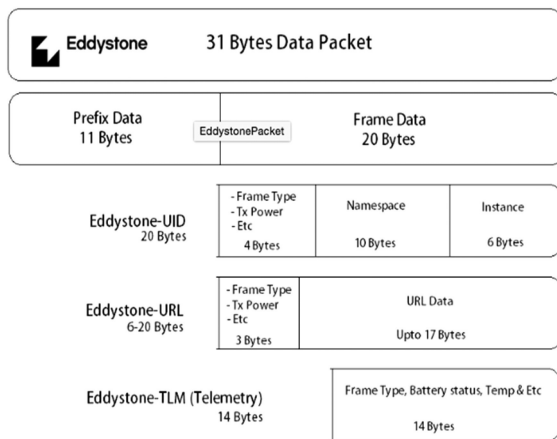 Eddystone
31 Bytes Data Packet
Prefix Data
11 Bytes
EddystonePacket
Frame Data
20 Bytes
Eddystone-UID
20 Bytes
- Frame Type
- Tx Power
- Etc
4 Bytes
Namespace
10 Bytes
Instance
6 Bytes
Eddystone-URL
6-20 Bytes
- Frame Type
- Tx Power
- Etc
3 Bytes
URL Data
Upto 17 Bytes
Eddystone-TLM (Telemetry)
14 Bytes
Frame Type, Battery status, Temp & Etc
14 Bytes